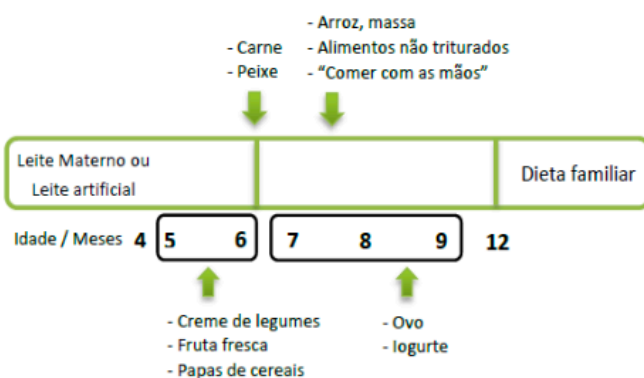 - Arroz, massa
- Carne
- Alimentos não triturados
- Peixe
- “Comer com as mãos”
Leite Materno ou
Leite artificial
Dieta familiar
Idade / Meses 4 5 6 7 8 9 12
- Creme de legumes
- Fruta fresca
- Papas de cereais
- Ovo
- Iogurte